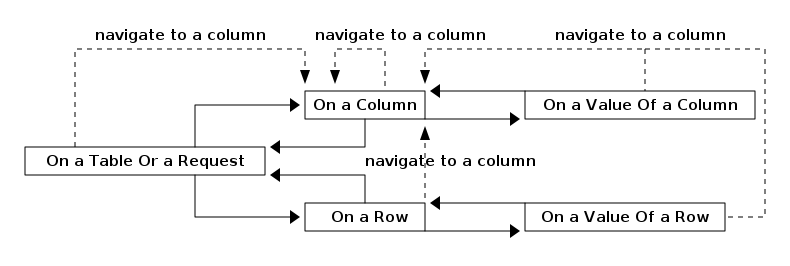 navigate to a column
navigate to a column
navigate to a column
On a Column
On a Value Of a Column
On a Table Or a Request
navigate to a column
On a Row
On a Value Of a Row